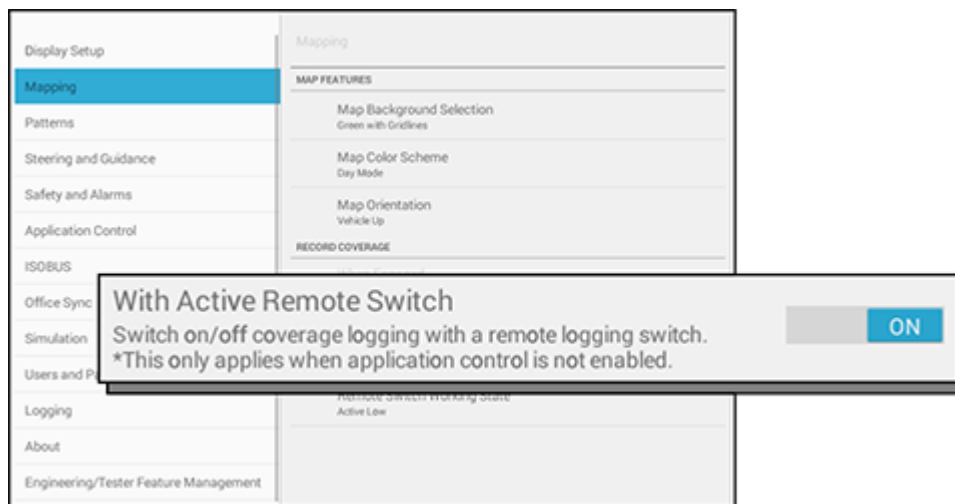 Display Setup
Mapping
Patterns
Steering and Guidance
Safety and Alarms
Application Control
ISOBUS
Office Sync
Simulation
Users and
Logging
About
Engineering/Tester Feature Management
Mapping
MAP FEATURES
Map Background Selection
Green with Gridlines
Map Color Scheme
Day Mode
Map Orientation
Vehicle Up
RECORD COVERAGE
With Active Remote Switch
Switch on/off coverage logging with a remote logging switch.
*This only applies when application control is not enabled.
ON
Remote Switch Working State
Active Low